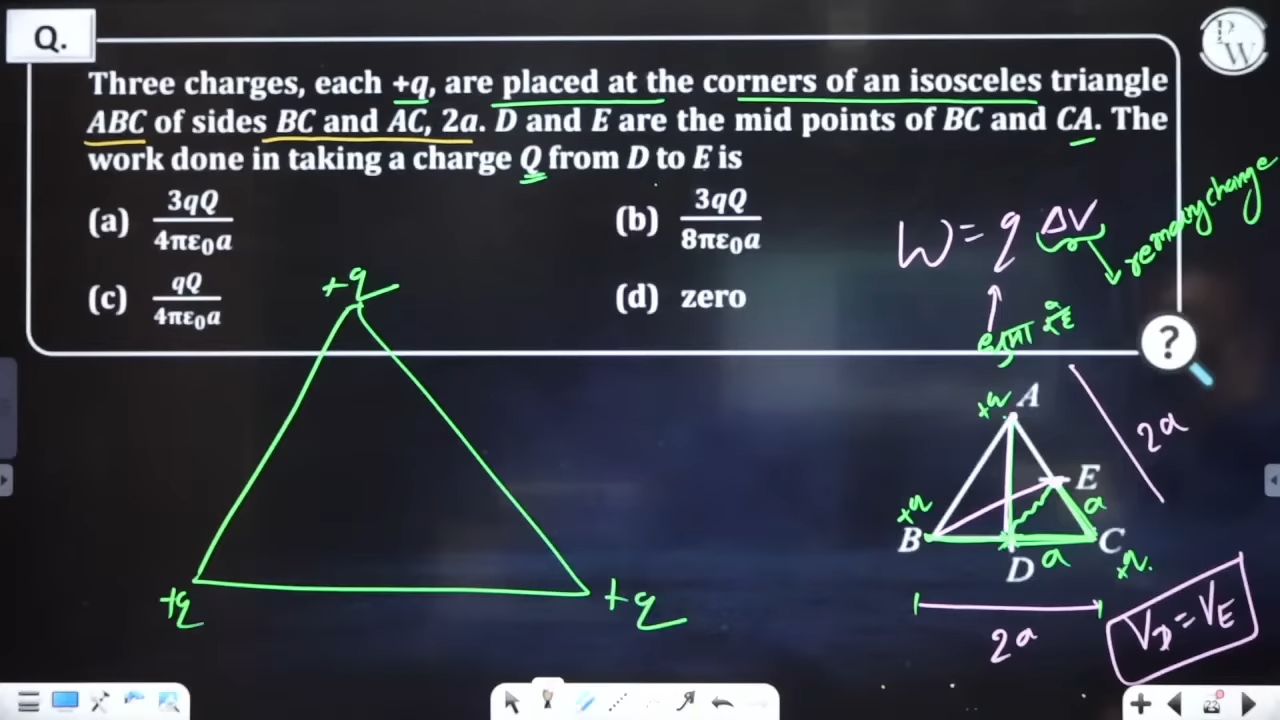 Q.
P
W
Three charges, each +q, are placed at the corners of an isosceles triangle
ABC of sides BC and AC, 2a. D and E are the mid points of BC and CA. The
work done in taking a charge Q from D to E is
(a) 3qQ / 4πε₀a
(b) 3qQ / 8πε₀a
(c) qQ / 4πε₀a
(d) zero
W = q ΔV
?
+q
+q
+q
+q A
2a
E
+q
a
B
C
D a
+q
2a
V_D = V_E
23